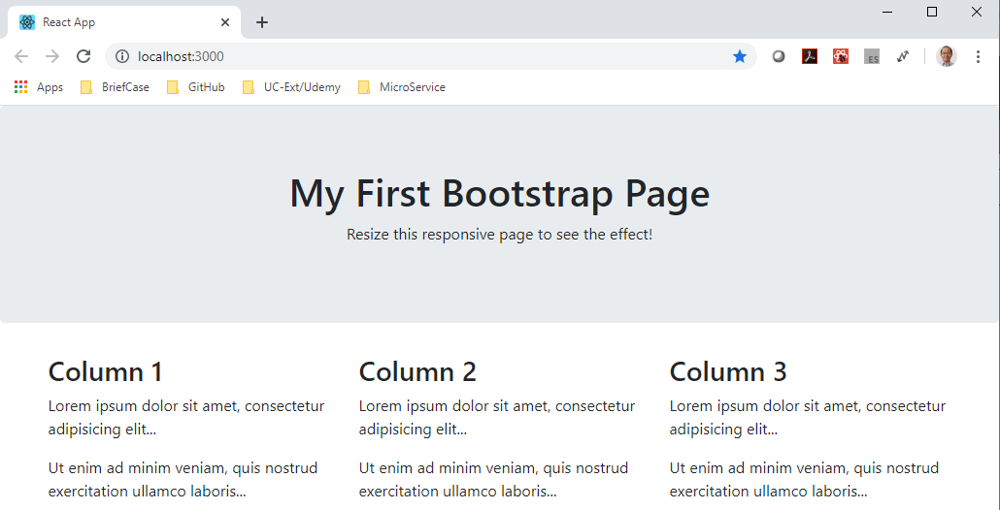 React App
localhost:3000
ES
Apps
BriefCase
GitHub
UC-Ext/Udemy
MicroService
My First Bootstrap Page
Resize this responsive page to see the effect!
Column 1
Lorem ipsum dolor sit amet, consectetur
adipisicing elit...
Ut enim ad minim veniam, quis nostrud
exercitation ullamco laboris...
Column 2
Lorem ipsum dolor sit amet, consectetur
adipisicing elit...
Ut enim ad minim veniam, quis nostrud
exercitation ullamco laboris...
Column 3
Lorem ipsum dolor sit amet, consectetur
adipisicing elit...
Ut enim ad minim veniam, quis nostrud
exercitation ullamco laboris...